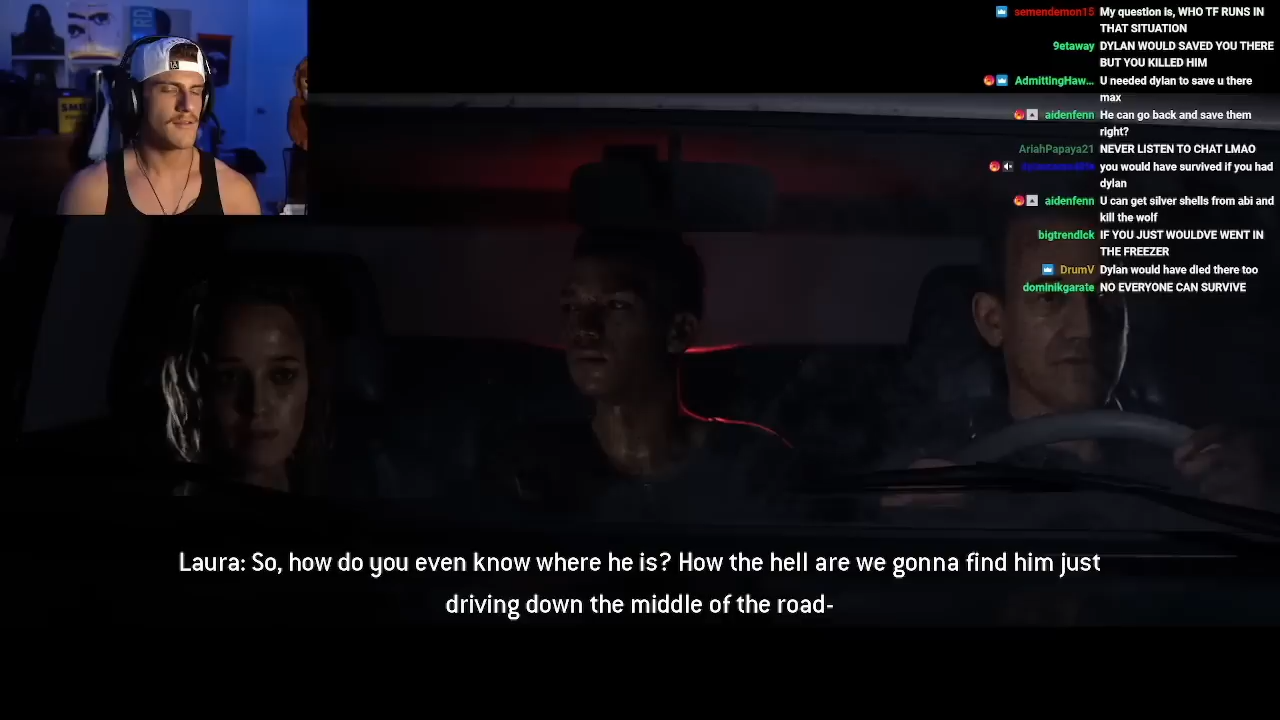 semendemon15 My question is, WHO TF RUNS IN
THAT SITUATION
9etaway DYLAN WOULD SAVED YOU THERE
BUT YOU KILLED HIM
AdmittingHaw... U needed dylan to save u there
max
aidenfenn He can go back and save them
right?
AriahPapaya21 NEVER LISTEN TO CHAT LMAO
you would have survived if you had
dylan
aidenfenn U can get silver shells from abi and
kill the wolf
bigtrendlck IF YOU JUST WOULDVE WENT IN
THE FREEZER
DrumV Dylan would have died there too
dominikgarate NO EVERYONE CAN SURVIVE
Laura: So, how do you even know where he is? How the hell are we gonna find him just
driving down the middle of the road-